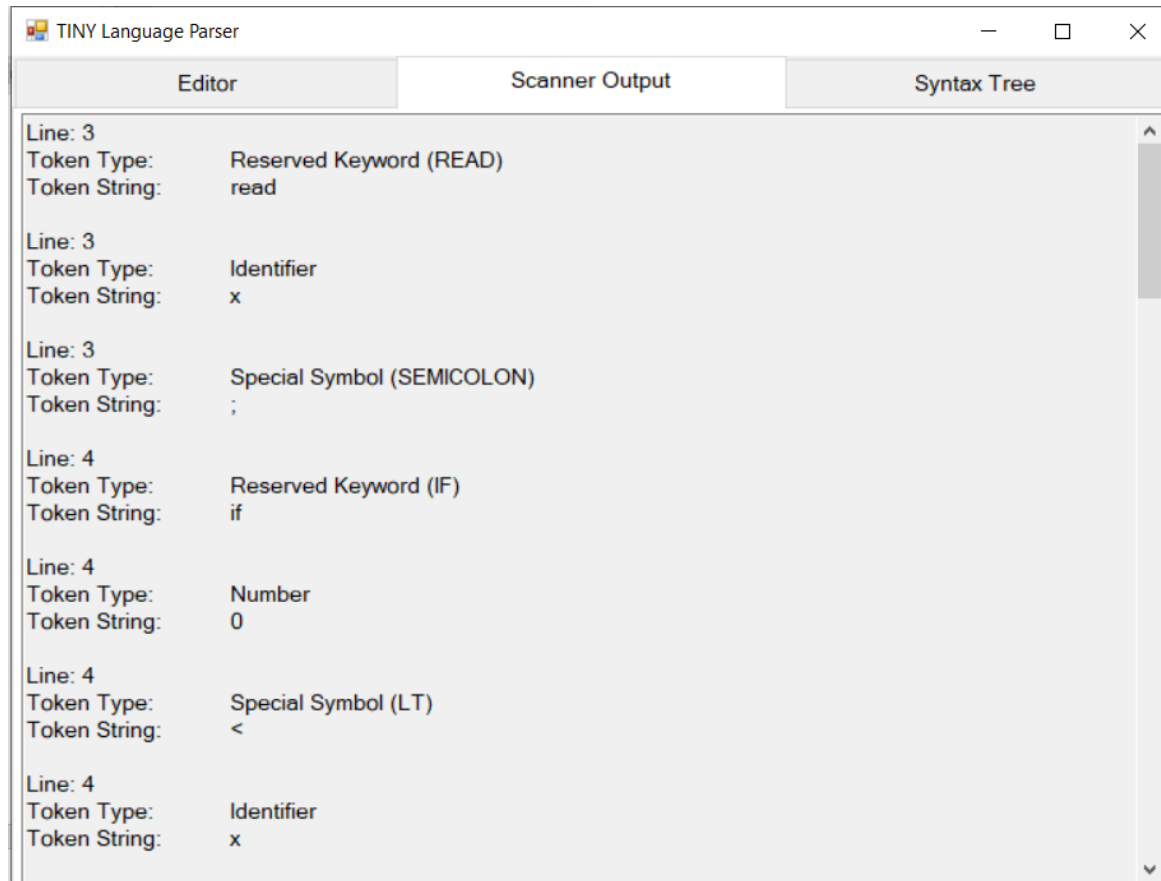 TINY Language Parser
Editor Scanner Output Syntax Tree
Line: 3
Token Type: Reserved Keyword (READ)
Token String: read
Line: 3
Token Type: Identifier
Token String: x
Line: 3
Token Type: Special Symbol (SEMICOLON)
Token String: ;
Line: 4
Token Type: Reserved Keyword (IF)
Token String: if
Line: 4
Token Type: Number
Token String: 0
Line: 4
Token Type: Special Symbol (LT)
Token String: <
Line: 4
Token Type: Identifier
Token String: x